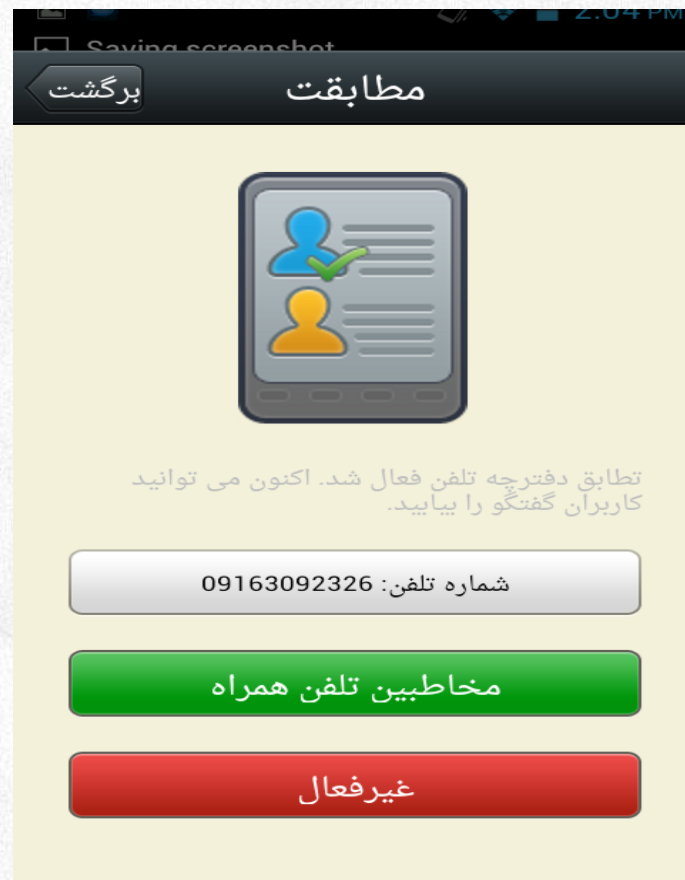 2:04 PM
Saving screenshot
برگشت
مطابقت
تطابق دفترچه تلفن فعال شد. اکنون می توانید
کاربران گفتگو را بیابید.
شماره تلفن: 09163092326
مخاطبین تلفن همراه
غیرفعال